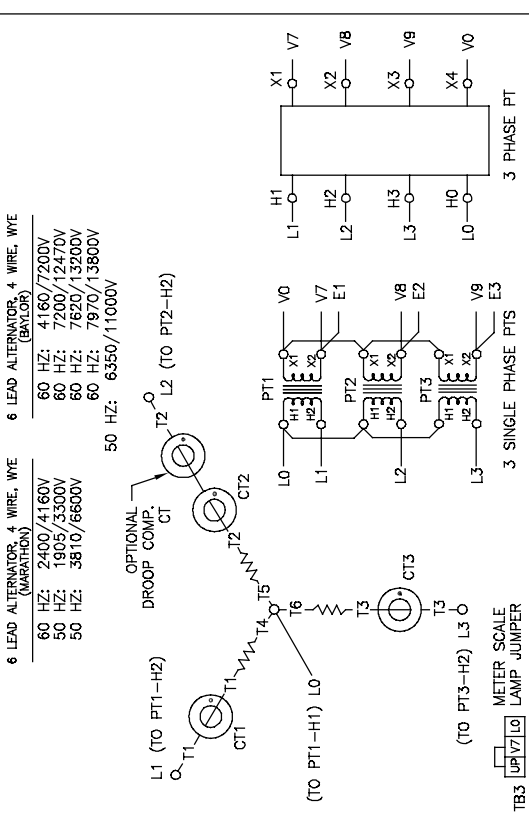 6 LEAD ALTERNATOR, 4 WIRE, WYE
(MARATHON)
60 HZ: 2400/4160V
50 HZ: 1905/3300V
50 HZ: 3810/6600V
6 LEAD ALTERNATOR, 4 WIRE, WYE
(BAYLOR)
60 HZ: 4160/7200V
60 HZ: 7200/12470V
60 HZ: 7620/13200V
60 HZ: 7970/13800V
50 HZ: 6350/11000V
L1 (TO PT1-H2)
T1
CT1
T1
T4
OPTIONAL
DROOP COMP.
CT
T2
L2 (TO PT2-H2)
CT2
T2
T5
(TO PT1-H1) L0
T6
T3
CT3
T3
(TO PT3-H2) L3
TB3
UP
V7
L0
METER SCALE
LAMP JUMPER
L0
L1
L2
L3
PT1
H1
H2
X1
X2
V0
V7
E1
PT2
H1
H2
X1
X2
V8
E2
PT3
H1
H2
X1
X2
V9
E3
3 SINGLE PHASE PTS
L1
H1
X1
V7
L2
H2
X2
V8
L3
H3
X3
V9
L0
H0
X4
V0
3 PHASE PT